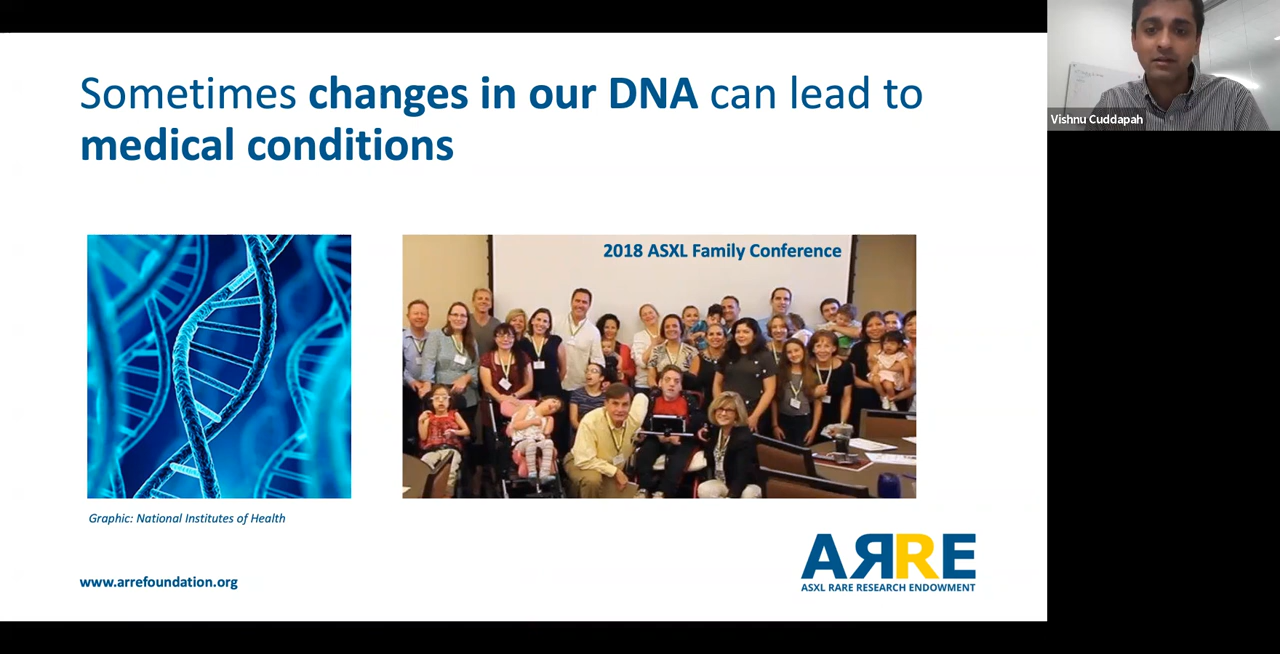 Sometimes changes in our DNA can lead to
medical conditions
2018 ASXL Family Conference
Graphic: National Institutes of Health
www.arrefoundation.org
ARRE
ASXL RARE RESEARCH ENDOWMENT
Vishnu Cuddapah